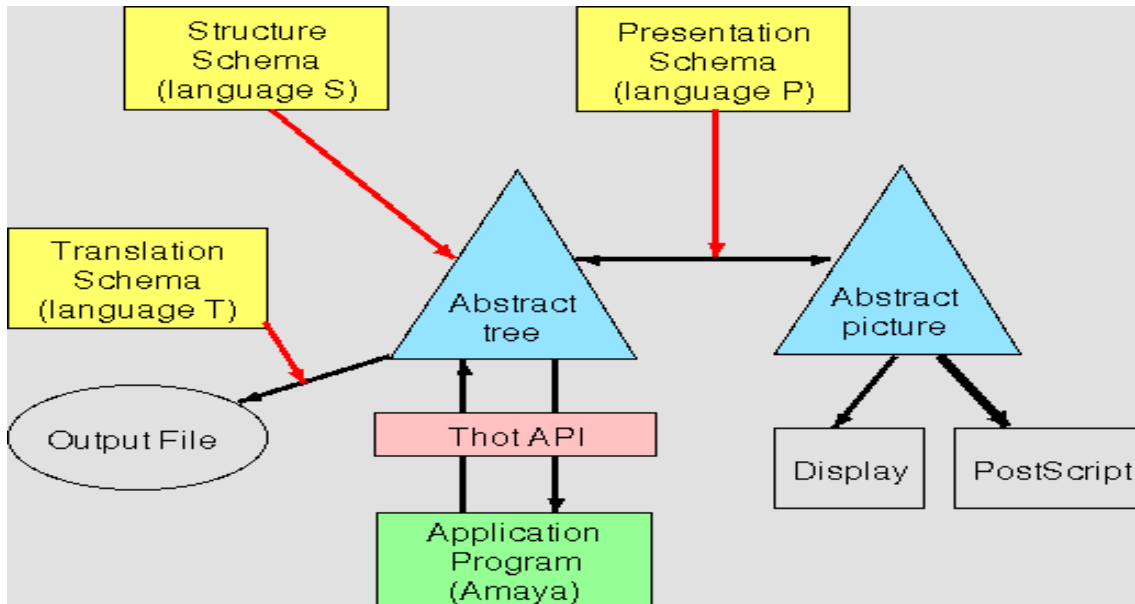 Structure
Schema
(language S)
Presentation
Schema
(language P)
Translation
Schema
(language T)
Abstract
tree
Abstract
picture
Output File
Thot API
Display
PostScript
Application
Program
(Amaya)